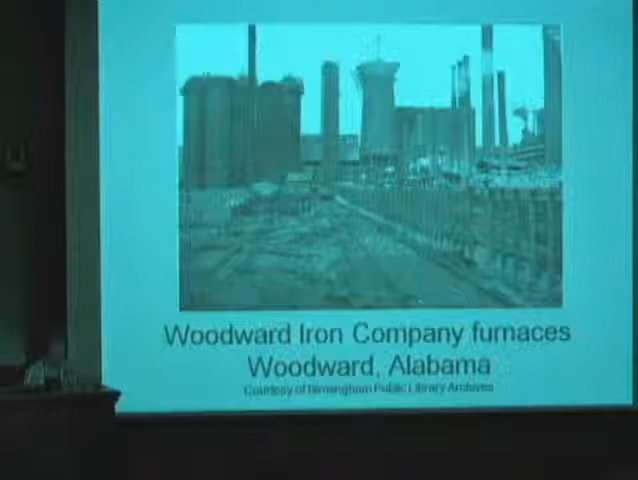 Woodward Iron Company furnaces
Woodward, Alabama
Courtesy of Birmingham Public Library Archives